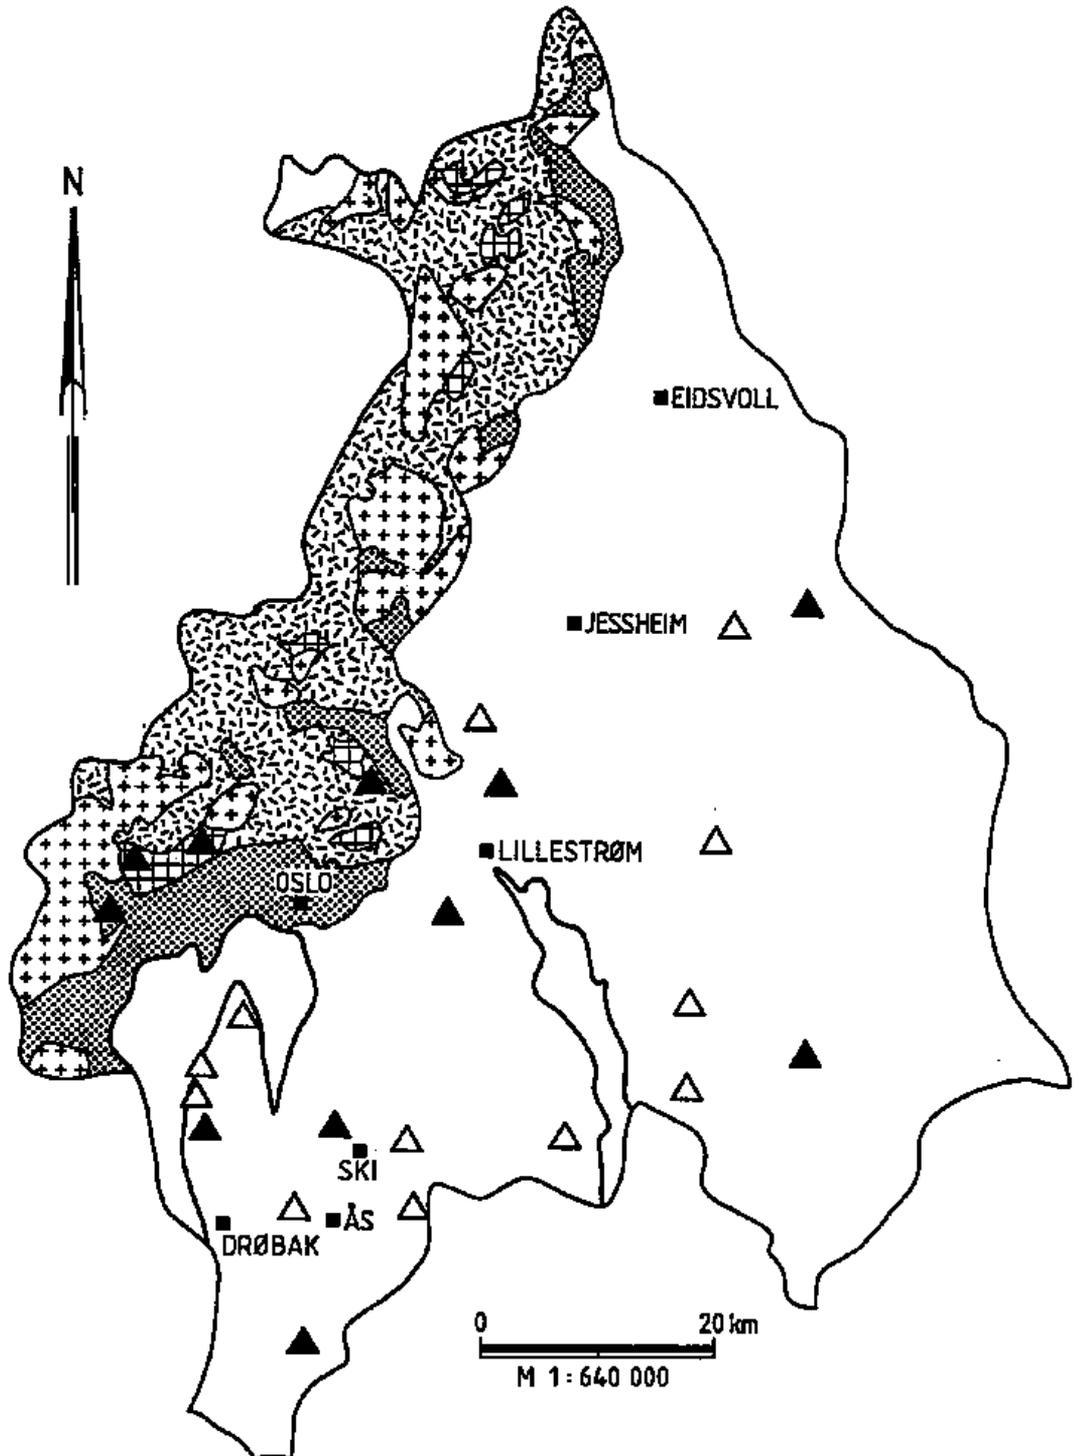 N
EIDSVOLL
JESSHEIM
LILLESTRØM
OSLO
SKI
ÅS
DRØBAK
0 20 km
M 1:640 000